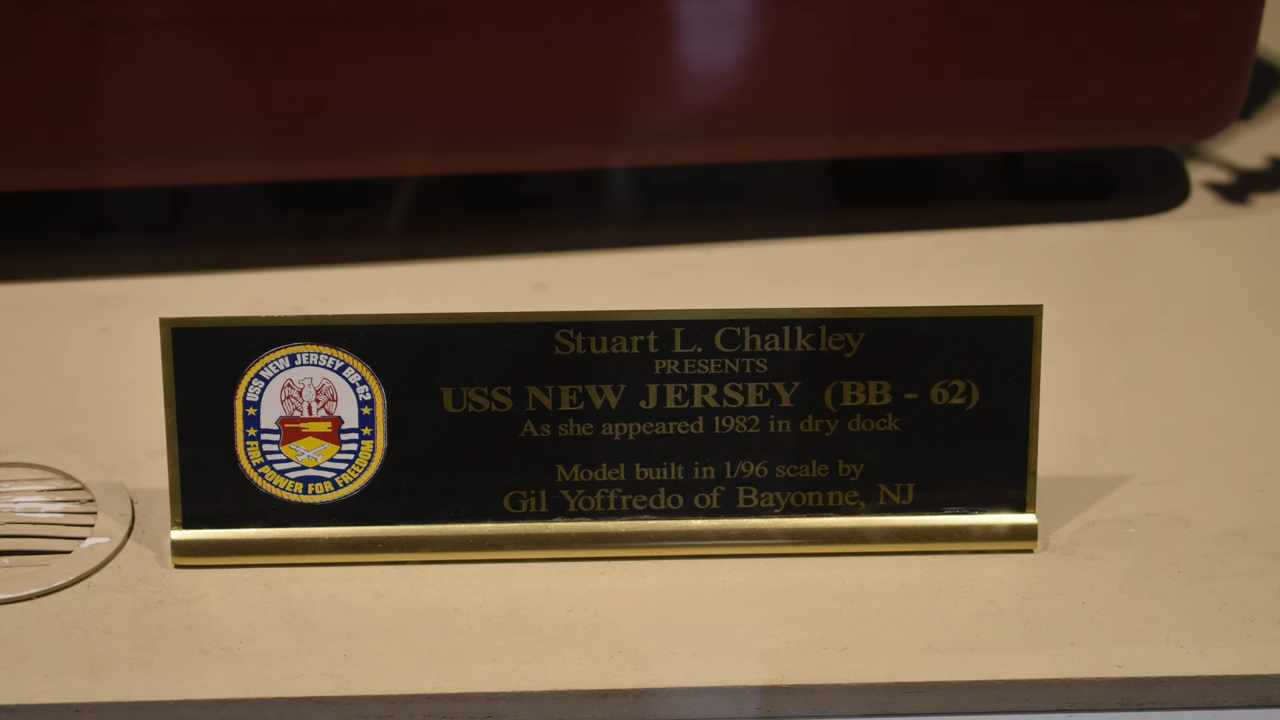 Stuart L. Chalkley
PRESENTS
USS NEW JERSEY (BB - 62)
As she appeared 1982 in dry dock
Model built in 1/96 scale by
Gil Yoffredo of Bayonne, NJ
USS NEW JERSEY BB-62
FIRE POWER FOR FREEDOM